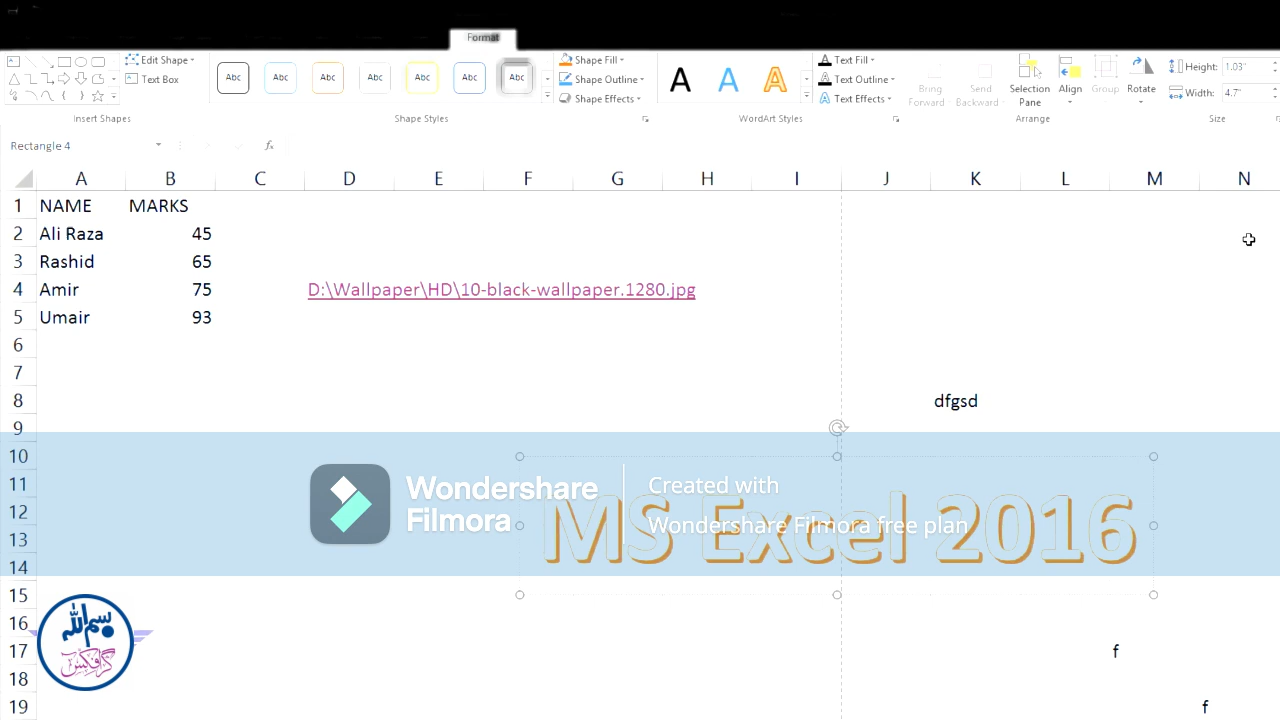 Format
Edit Shape
Text Box
Insert Shapes
Abc Abc Abc Abc Abc Abc Abc
Shape Fill
Shape Outline
Shape Effects
Shape Styles
A A A
Text Fill
Text Outline
Text Effects
WordArt Styles
Bring Forward
Send Backward
Selection Pane
Align
Group
Rotate
Arrange
Height: 1.03"
Width: 4.7"
Size
Rectangle 4
fx
A B C D E F G H I J K L M N
1 NAME MARKS
2 Ali Raza 45
3 Rashid 65
4 Amir 75 D:\Wallpaper\HD\10-black-wallpaper.1280.jpg
5 Umair 93
6
7
8 dfgsd
9
10
11
12
13
14
MS Excel 2016
Wondershare
Filmora
Created with
Wondershare Filmora free plan
15
16
17 f
18
19 f
بسم اللہ
گرافکس